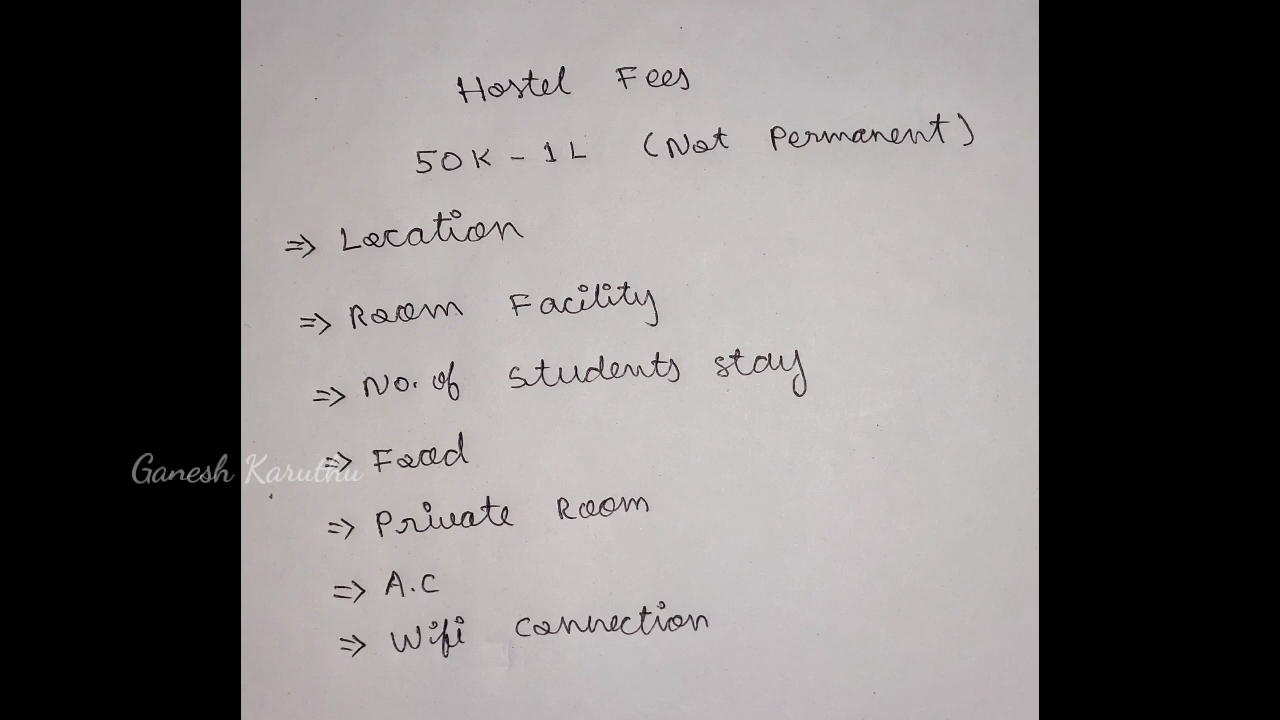 Hostel Fees
50K - 1L (Not Permanent)
⇒ Location
⇒ Room Facility
⇒ No. of students stay
⇒ Food
Ganesh Karuthu
⇒ Private Room
⇒ A.C
⇒ Wifi connection